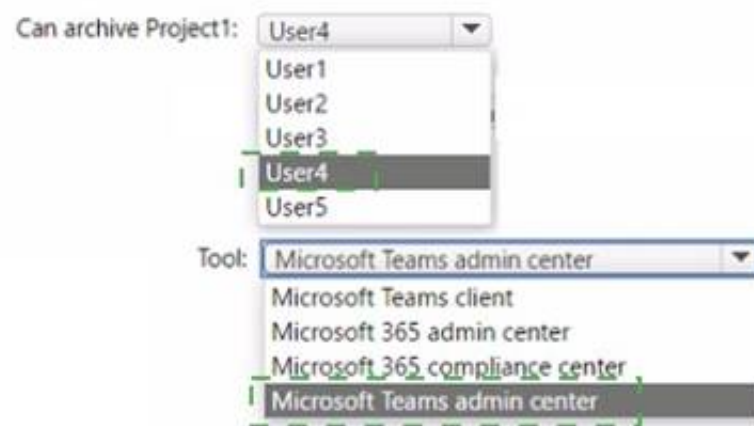 Can archive Project1: User4
User1
User2
User3
User4
User5
Tool: Microsoft Teams admin center
Microsoft Teams client
Microsoft 365 admin center
Microsoft 365 compliance center
Microsoft Teams admin center